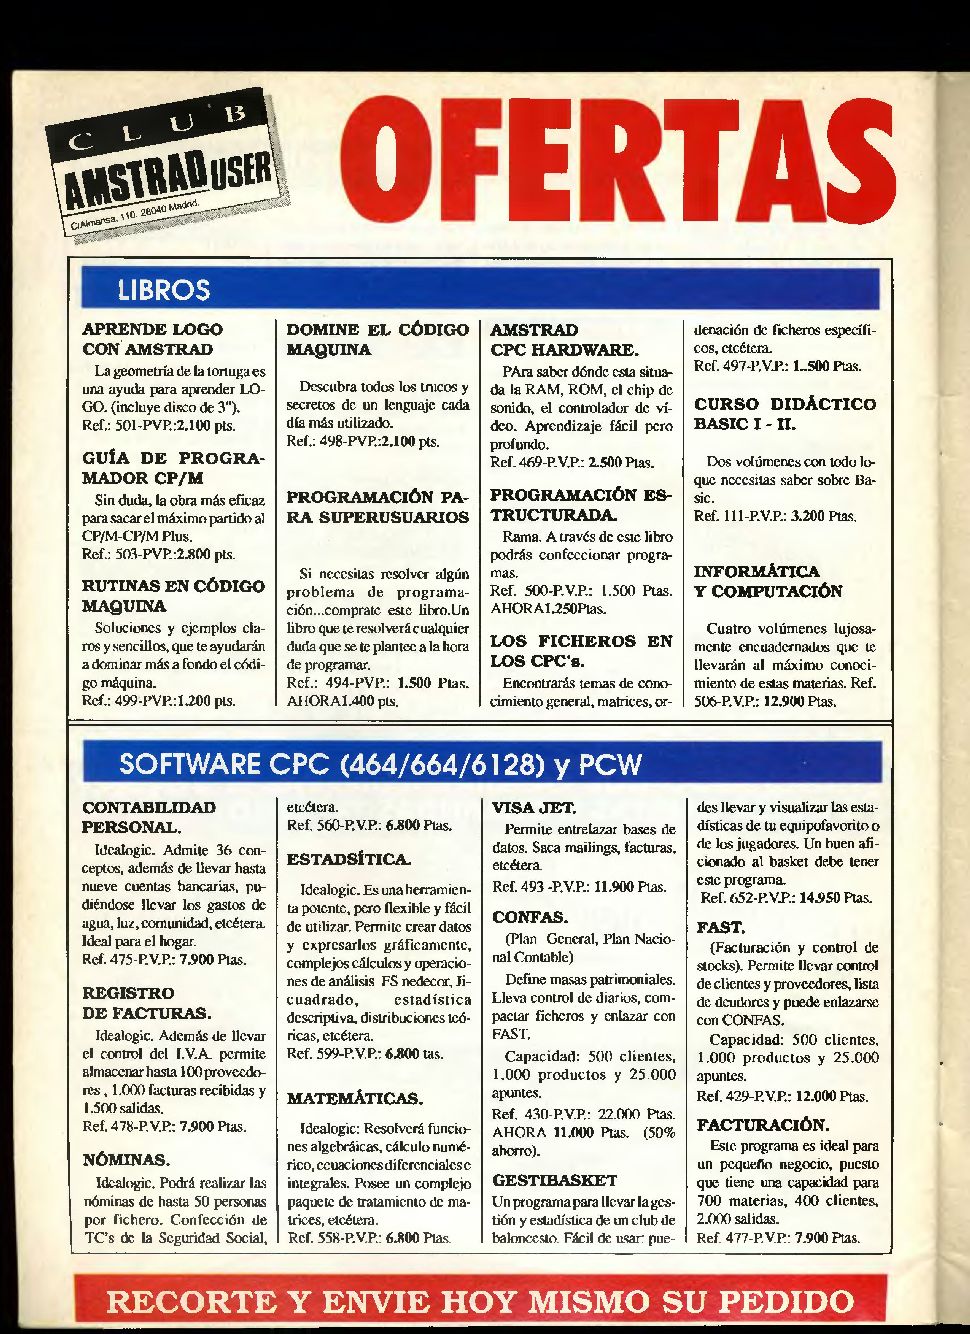 CLUB
AMSTRAD USER
C/Almansa, 110. 28040 Madrid.
OFERTAS
LIBROS
APRENDE LOGO
CON AMSTRAD
La geometría de la tortuga es
una ayuda para aprender LO-
GO. (incluye disco de 3").
Ref.: 501-PVP.:2.100 pts.
GUÍA DE PROGRA-
MADOR CP/M
Sin duda, la obra más eficaz
para sacar el máximo partido al
CP/M-CP/M Plus.
Ref.: 503-PVP.:2.800 pts.
RUTINAS EN CÓDIGO
MAQUINA
Soluciones y ejemplos cla-
ros y sencillos, que te ayudarán
a dominar más a fondo el códi-
go máquina.
Ref.: 499-PVP.:1.200 pts.
DOMINE EL CÓDIGO
MAQUINA
Descubra todos los trucos y
secretos de un lenguaje cada
día más utilizado.
Ref.: 498-PVP.:2.100 pts.
PROGRAMACIÓN PA-
RA SUPERUSUARIOS
Si necesitas resolver algún
problema de programa-
ción...comprate este libro.Un
libro que te resolverá cualquier
duda que se te plantee a la hora
de programar.
Ref.: 494-PVP.: 1.500 Ptas.
AHORA1.400 pts.
AMSTRAD
CPC HARDWARE.
PAra saber dónde esta situa-
da la RAM, ROM, el chip de
sonido, el controlador de ví-
deo. Aprendizaje fácil pero
profundo.
Ref. 469-P.V.P.: 2.500 Ptas.
PROGRAMACIÓN ES-
TRUCTURADA.
Rama. A través de este libro
podrás confeccionar progra-
mas.
Ref. 500-P.V.P.: 1.500 Ptas.
AHORA1.250Ptas.
LOS FICHEROS EN
LOS CPC's.
Encontrarás temas de cono-
cimiento general, matrices, or-
denación de ficheros específi-
cos, etcétera.
Ref. 497-P.V.P.: 1..500 Ptas.
CURSO DIDÁCTICO
BASIC I - II.
Dos volúmenes con todo lo-
que necesitas saber sobre Ba-
sic.
Ref. 111-P.V.P.: 3.200 Ptas.
INFORMÁTICA
Y COMPUTACIÓN
Cuatro volúmenes lujosa-
mente encuadernados que te
llevarán al máximo conoci-
miento de estas materias. Ref.
506-P.V.P.: 12.900 Ptas.
SOFTWARE CPC (464/664/6128) y PCW
CONTABILIDAD
PERSONAL.
Idealogic. Admite 36 con-
ceptos, además de llevar hasta
nueve cuentas bancarias, pu-
diéndose llevar los gastos de
agua, luz, comunidad, etcétera.
Ideal para el hogar.
Ref. 475-P.V.P.: 7.900 Ptas.
REGISTRO
DE FACTURAS.
Idealogic. Además de llevar
el control del I.V.A. permite
almacenar hasta 100 proveedo-
res , 1.000 facturas recibidas y
1.500 salidas.
Ref. 478-P.V.P.: 7.900 Ptas.
NÓMINAS.
Idealogic. Podrá realizar las
nóminas de hasta 50 personas
por fichero. Confección de
TC's de la Seguridad Social,
etcétera.
Ref. 560-P.V.P.: 6.800 Ptas.
ESTADSÍTICA.
Idealogic. Es una herramien-
ta potente, pero flexible y fácil
de utilizar. Permite crear datos
y expresarlos gráficamente,
complejos cálculos y operacio-
nes de análisis FS nedecor, Ji-
cuadrado, estadística
descriptiva, distribuciones teó-
ricas, etcétera.
Ref. 599-P.V.P.: 6.800 tas.
MATEMÁTICAS.
Idealogic: Resolverá funcio-
nes algebráicas, cálculo numé-
rico, ecuaciones diferenciales e
integrales. Posee un complejo
paquete de tratamiento de ma-
trices, etcétera.
Ref. 558-P.V.P.: 6.800 Ptas.
VISA JET.
Permite entrelazar bases de
datos. Saca mailings, facturas,
etcétera.
Ref. 493 -P.V.P.: 11.900 Ptas.
CONFAS.
(Plan General, Plan Nacio-
nal Contable)
Define masas patrimoniales.
Lleva control de diarios, com-
pactar ficheros y enlazar con
FAST.
Capacidad: 500 clientes,
1.000 productos y 25.000
apuntes.
Ref. 430-P.V.P.: 22.000 Ptas.
AHORA 11.000 Ptas. (50%
ahorro).
GESTIBASKET
Un programa para llevar la ges-
tión y estadística de un club de
baloncesto. Fácil de usar: pue-
des llevar y visualizar las esta-
dísticas de tu equipofavorito o
de los jugadores. Un buen afi-
cionado al basket debe tener
este programa.
Ref. 652-P.V.P.: 14.950 Ptas.
FAST.
(Facturación y control de
stocks). Permite llevar control
de clientes y proveedores, lista
de deudores y puede enlazarse
con CONFAS.
Capacidad: 500 clientes,
1.000 productos y 25.000
apuntes.
Ref. 429-P.V.P.: 12.000 Ptas.
FACTURACIÓN.
Este programa es ideal para
un pequeño negocio, puesto
que tiene una capacidad para
700 materias, 400 clientes,
2.000 salidas.
Ref. 477-P.V.P.: 7.900 Ptas.
RECORTE Y ENVIE HOY MISMO SU PEDIDO